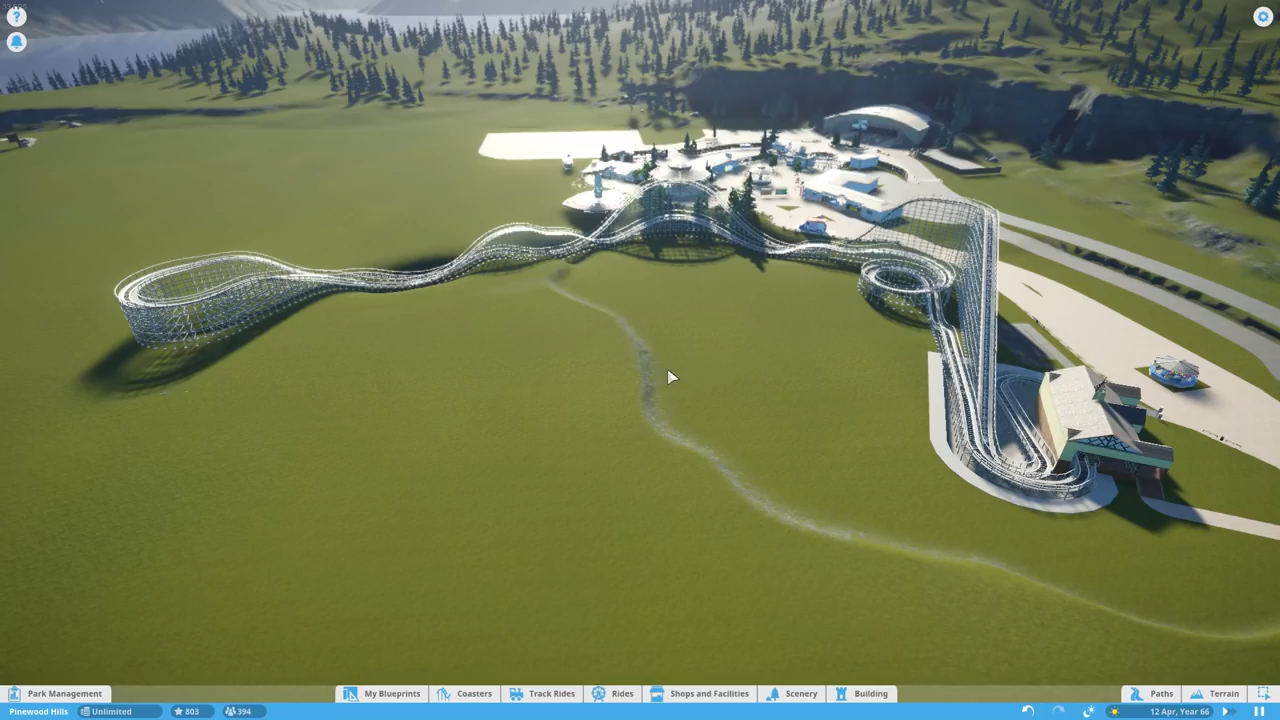 Park Management
My Blueprints
Coasters
Track Rides
Rides
Shops and Facilities
Scenery
Building
Paths
Terrain
Pinewood Hills
Unlimited
803
394
12 Apr, Year 66